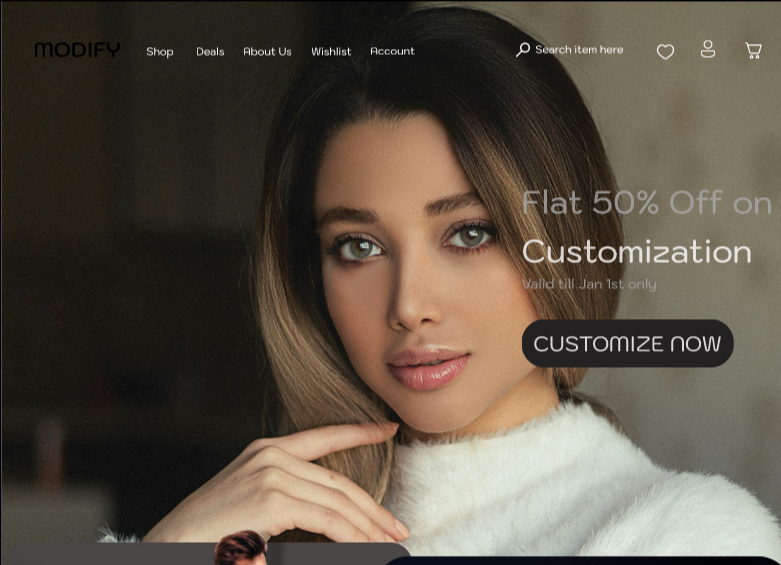 MODIFY
Shop
Deals
About Us
Wishlist
Account
Search item here
Flat 50% Off on
Customization
Valid till Jan 1st only
CUSTOMIZE NOW